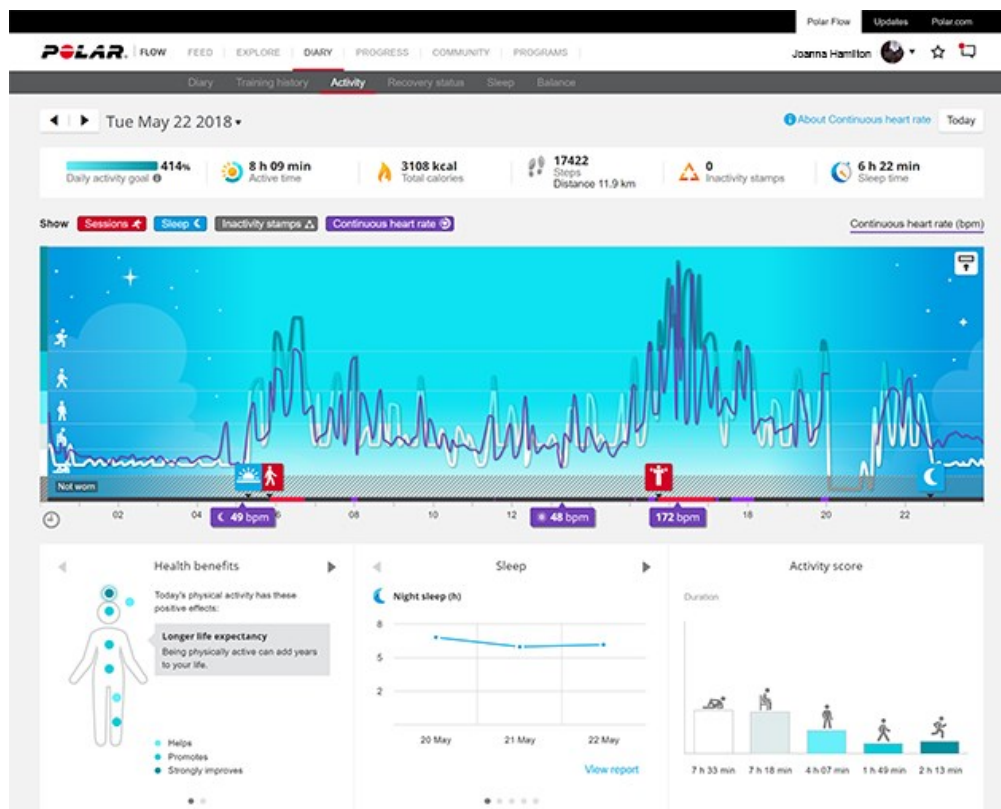 Polar Flow Updates Polar.com
POLAR. FLOW FEED EXPLORE DIARY PROGRESS COMMUNITY PROGRAMS Joanna Hamilton
Diary Training history Activity Recovery status Sleep Balance
Tue May 22 2018 About Continuous heart rate Today
414% 8 h 09 min 3108 kcal 17422 0 6 h 22 min
Daily activity goal Active time Total calories Steps Inactivity stamps Sleep time
Distance 11.9 km
Show Sessions Sleep Inactivity stamps Continuous heart rate Continuous heart rate (bpm)
Not worn
02 04 6 08 10 12 18 20 22
49 bpm 48 bpm 172 bpm
Health benefits Sleep Activity score
Today's physical activity has these
positive effects:
Longer life expectancy
Being physically active can add years
to your life.
Helps
Promotes
Strongly improves
Night sleep (h)
8
5
2
20 May 21 May 22 May
View report
Duration
7 h 33 min 7 h 18 min 4 h 07 min 1 h 49 min 2 h 13 min